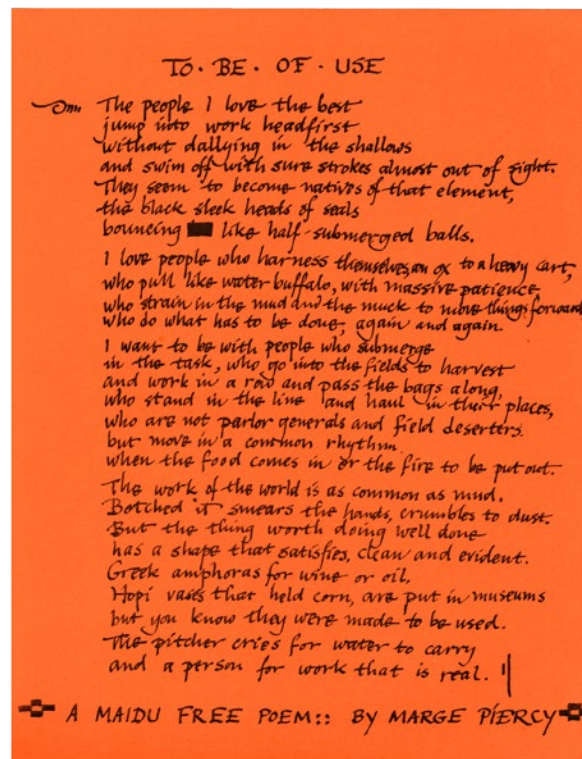 TO · BE · OF · USE
The people I love the best
jump into work headfirst
without dallying in the shallows
and swim off with sure strokes almost out of sight.
They seem to become natives of that element,
the black sleek heads of seals
bouncing like half-submerged balls.
I love people who harness themselves, an ox to a heavy cart,
who pull like water buffalo, with massive patience
who strain in the mud and the muck to move things forward
who do what has to be done, again and again.
I want to be with people who submerge
in the task, who go into the fields to harvest
and work in a row and pass the bags along,
who stand in the line and haul in their places,
who are not parlor generals and field deserters.
but move in a common rhythm
when the food comes in or the fire to be put out.
The work of the world is as common as mud.
Botched it smears the hands, crumbles to dust.
But the thing worth doing well done
has a shape that satisfies, clean and evident.
Greek amphoras for wine or oil,
Hopi vases that held corn, are put in museums
but you know they were made to be used.
The pitcher cries for water to carry
and a person for work that is real.
A MAIDU FREE POEM:: BY MARGE PIERCY